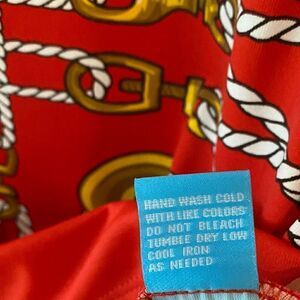 HAND WASH COLD
WITH LIKE COLORS
DO NOT BLEACH
TUMBLE DRY LOW
COOL IRON
AS NEEDED